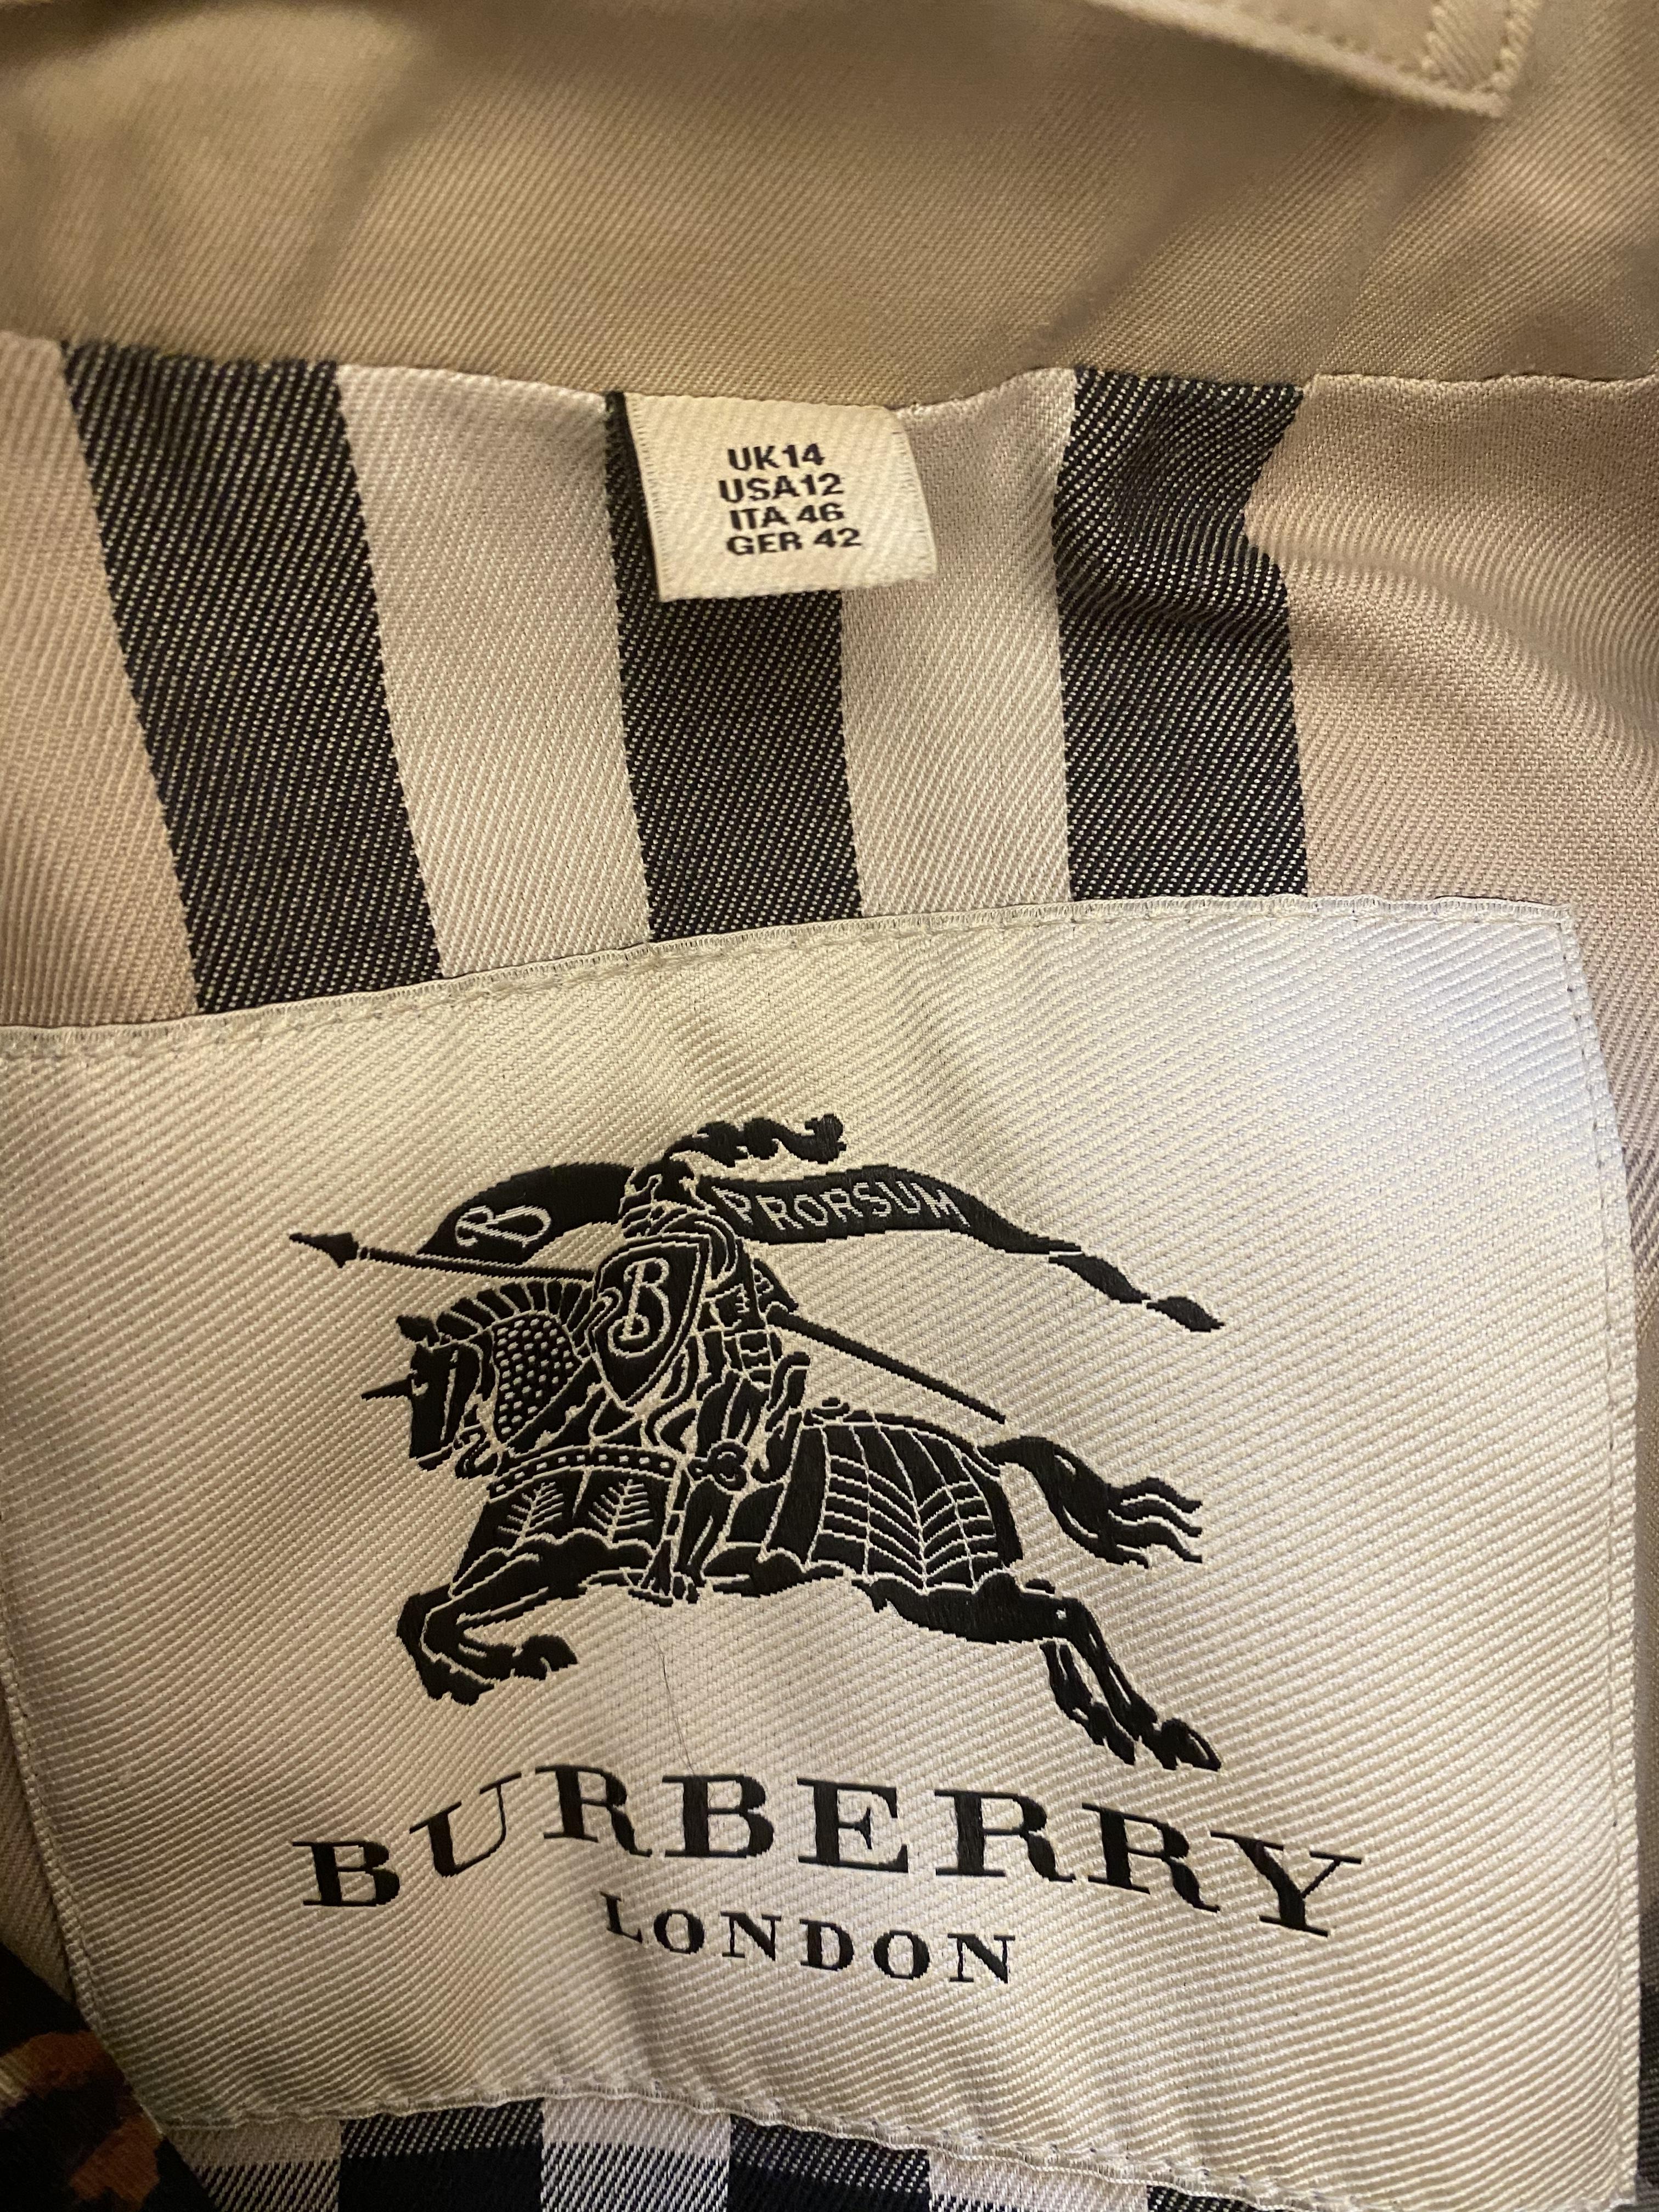 UK14
USA12
ITA 46
GER 42
B PRORSUM
B
BURBERRY
LONDON